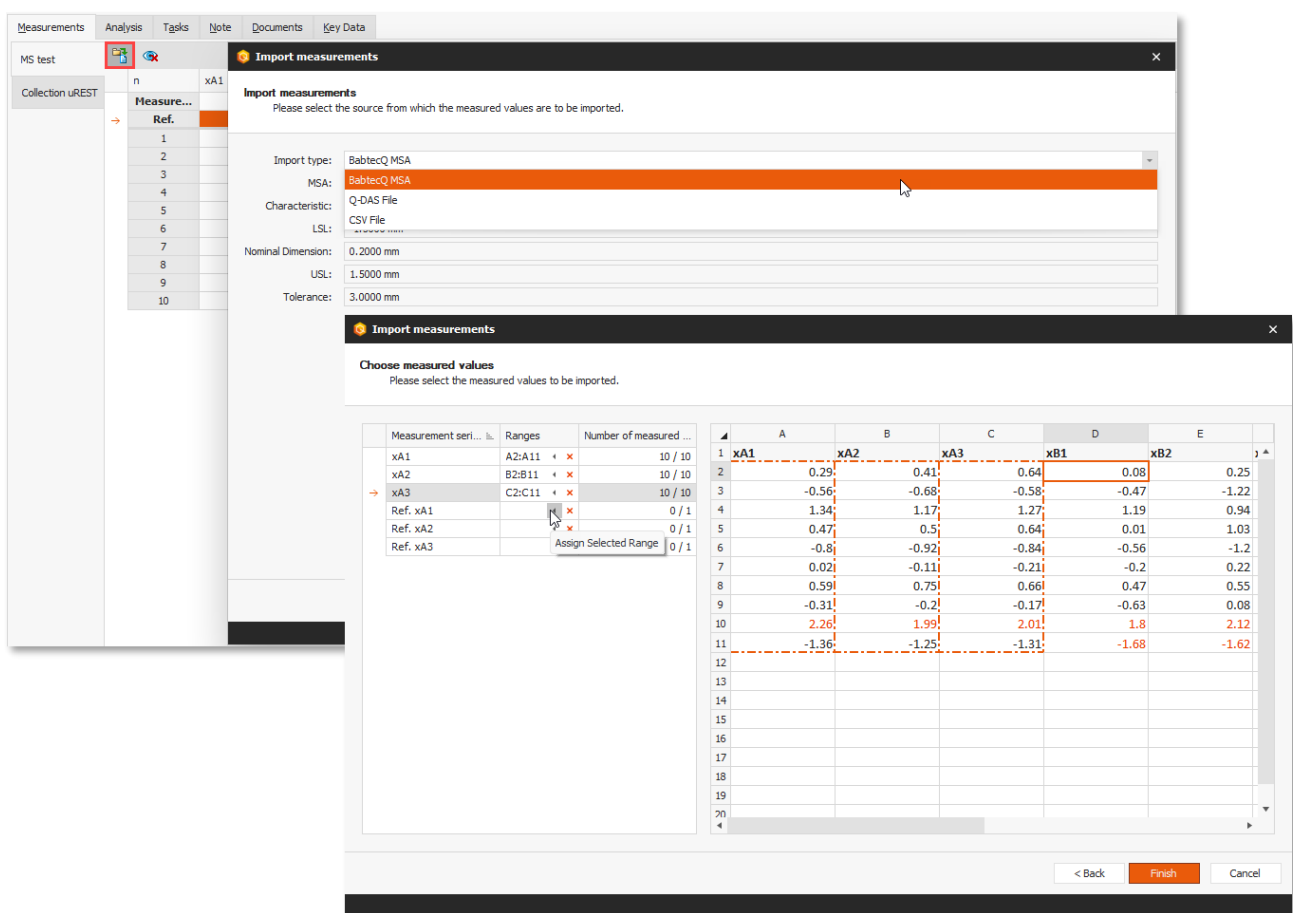 Measurements Analysis Tasks Note Documents Key Data
MS test
Collection uREST
n xA1
Measure...
Ref.
1
2
3
4
5
6
7
8
9
10
Import measurements
Import measurements
Please select the source from which the measured values are to be imported.
Import type: BabtecQ MSA
MSA: BabtecQ MSA
Q-DAS File
Characteristic:
CSV File
LSL:
Nominal Dimension: 0.2000 mm
USL: 1.5000 mm
Tolerance: 3.0000 mm
Import measurements
Choose measured values
Please select the measured values to be imported.
Measurement seri... Ranges Number of measured ...
xA1 A2:A11 10 / 10
xA2 B2:B11 10 / 10
xA3 C2:C11 10 / 10
Ref. xA1 0 / 1
Ref. xA2 0 / 1
Ref. xA3 0 / 1
Assign Selected Range
A B C D E
1 xA1 xA2 xA3 xB1 xB2
2 0.29 0.41 0.64 0.08 0.25
3 -0.56 -0.68 -0.58 -0.47 -1.22
4 1.34 1.17 1.27 1.19 0.94
5 0.47 0.5 0.64 0.01 1.03
6 -0.8 -0.92 -0.84 -0.56 -1.2
7 0.02 -0.11 -0.21 -0.2 0.22
8 0.59 0.75 0.66 0.47 0.55
9 -0.31 -0.2 -0.17 -0.63 0.08
10 2.26 1.99 2.01 1.8 2.12
11 -1.36 -1.25 -1.31 -1.68 -1.62
12
13
14
15
16
17
18
19
20
< Back Finish Cancel